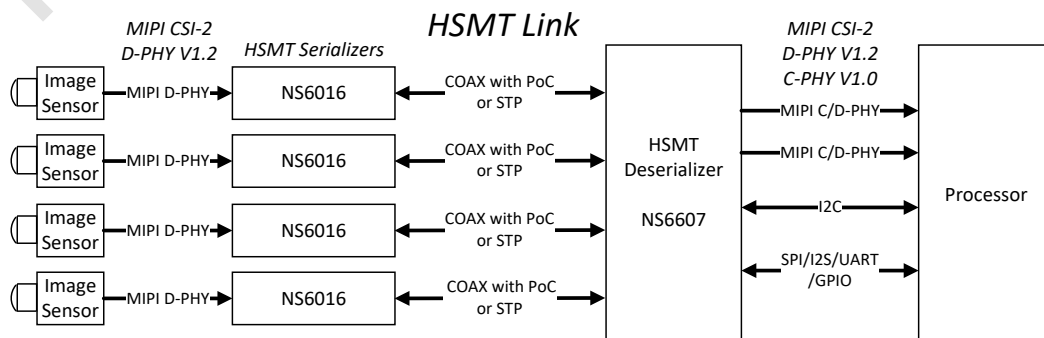 HSMT Link
MIPI CSI-2
D-PHY V1.2
HSMT Serializers
MIPI CSI-2
D-PHY V1.2
C-PHY V1.0
Image
Sensor
MIPI D-PHY
NS6016
COAX with PoC
or STP
Image
Sensor
MIPI D-PHY
NS6016
COAX with PoC
or STP
Image
Sensor
MIPI D-PHY
NS6016
COAX with PoC
or STP
Image
Sensor
MIPI D-PHY
NS6016
COAX with PoC
or STP
HSMT
Deserializer
NS6607
MIPI C/D-PHY
MIPI C/D-PHY
I2C
SPI/I2S/UART
/GPIO
Processor